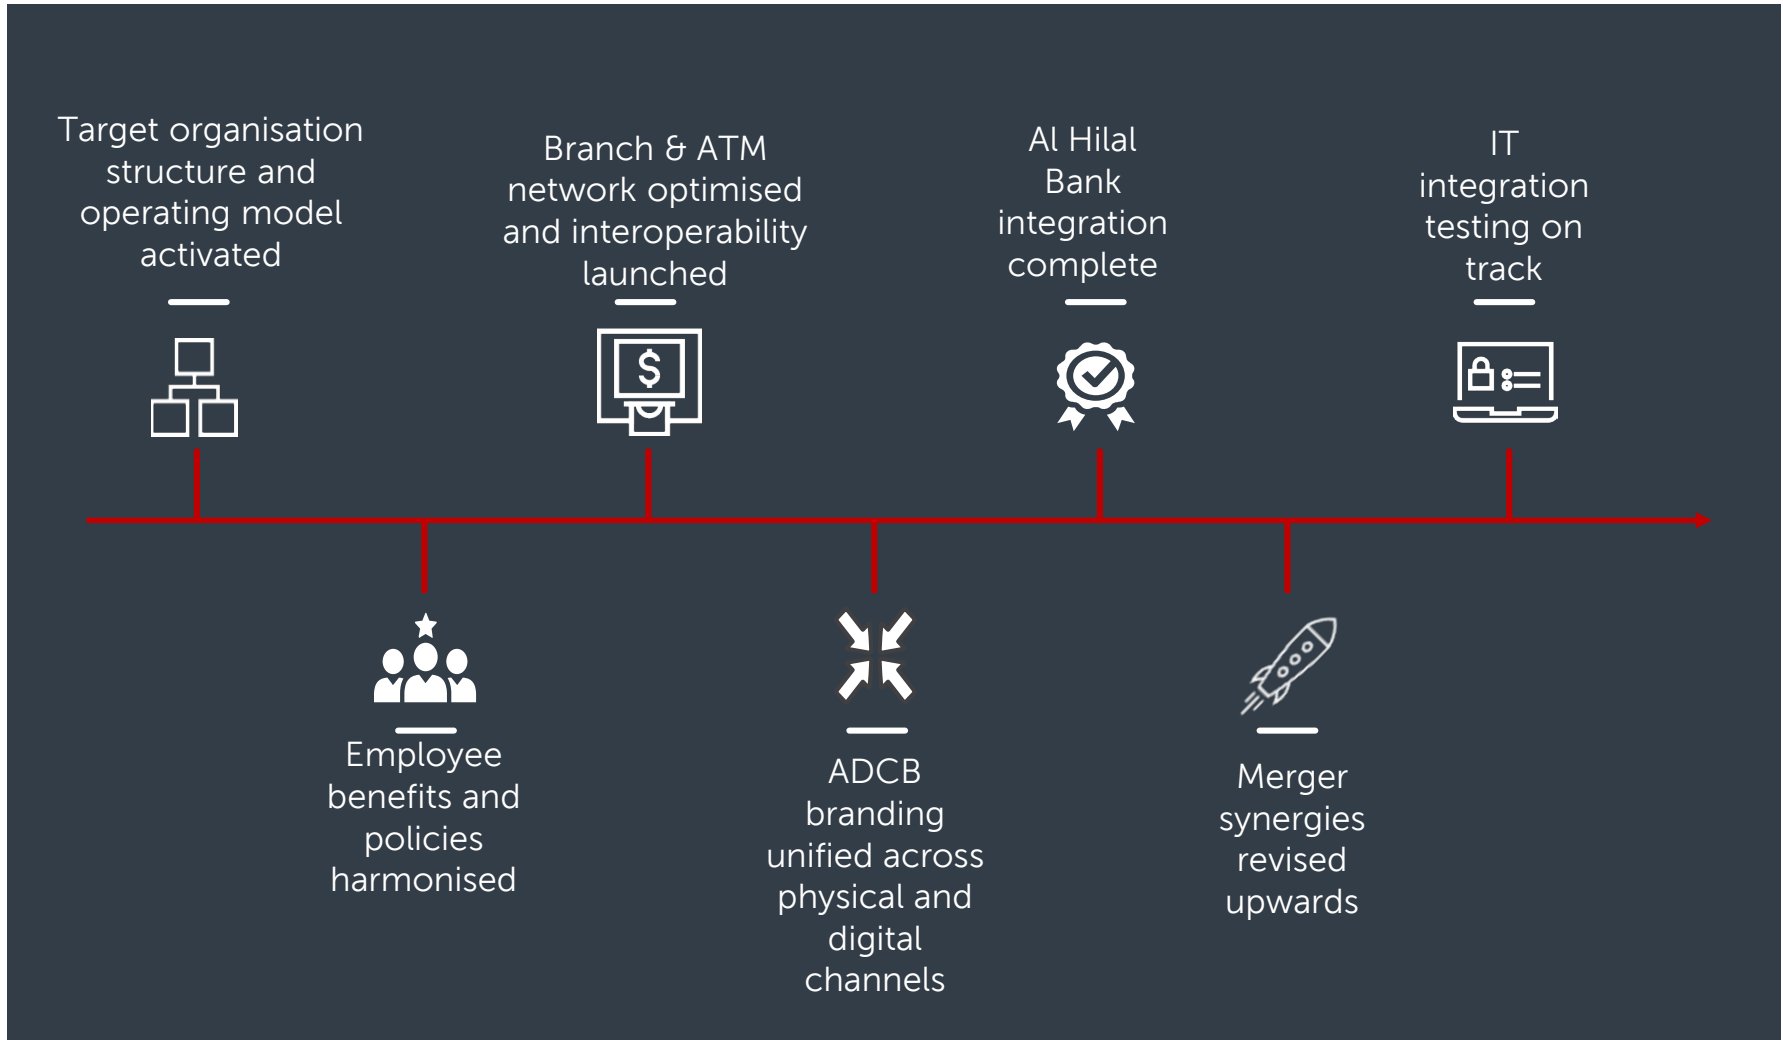 Target organisation
structure and
operating model
activated
Branch & ATM
network optimised
and interoperability
launched
$
Al Hilal
Bank
integration
complete
IT
integration
testing on
track
Employee
benefits and
policies
harmonised
ADCB
branding
unified across
physical and
digital
channels
Merger
synergies
revised
upwards